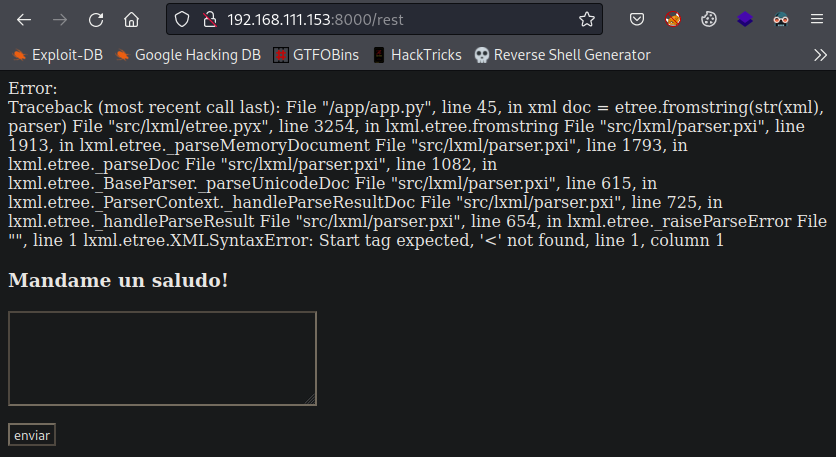 192.168.111.153:8000/rest
Exploit-DB Google Hacking DB GTFOBins HackTricks Reverse Shell Generator
Error:
Traceback (most recent call last): File "/app/app.py", line 45, in xml doc = etree.fromstring(str(xml),
parser) File "src/lxml/etree.pyx", line 3254, in lxml.etree.fromstring File "src/lxml/parser.pxi", line
1913, in lxml.etree._parseMemoryDocument File "src/lxml/parser.pxi", line 1793, in
lxml.etree._parseDoc File "src/lxml/parser.pxi", line 1082, in
lxml.etree._BaseParser._parseUnicodeDoc File "src/lxml/parser.pxi", line 615, in
lxml.etree._ParserContext._handleParseResultDoc File "src/lxml/parser.pxi", line 725, in
lxml.etree._handleParseResult File "src/lxml/parser.pxi", line 654, in lxml.etree._raiseParseError File
"", line 1 lxml.etree.XMLSyntaxError: Start tag expected, '<' not found, line 1, column 1
Mandame un saludo!
enviar